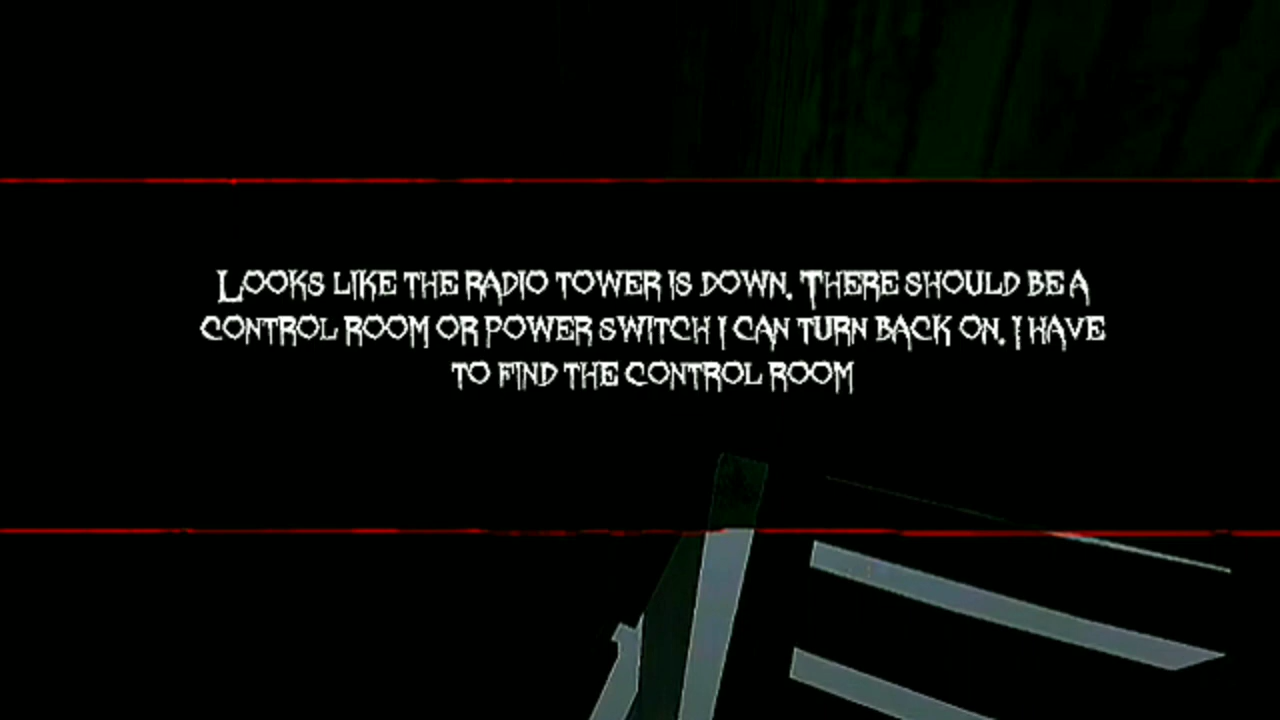 Looks like the radio tower is down. There should be a
control room or power switch I can turn back on. I have
to find the control room